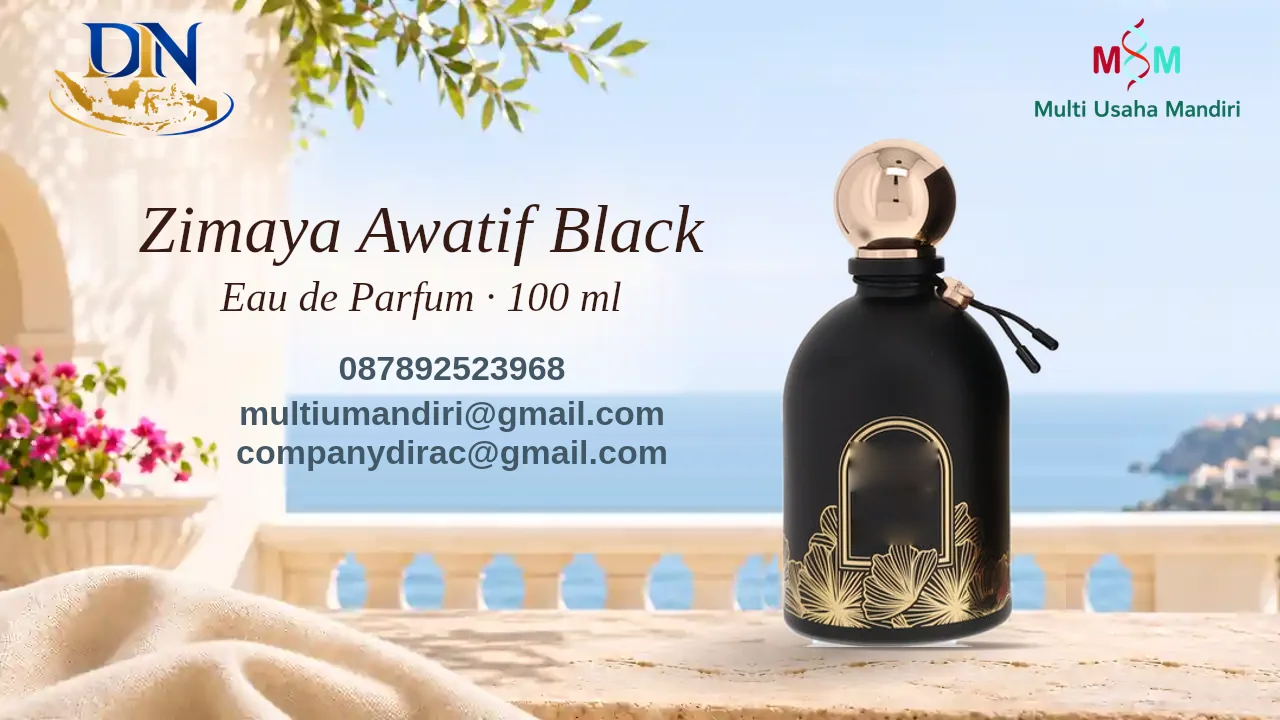 DIN
MSM
Multi Usaha Mandiri
Zimaya Awatif Black
Eau de Parfum · 100 ml
087892523968
multiumandiri@gmail.com
companydirac@gmail.com